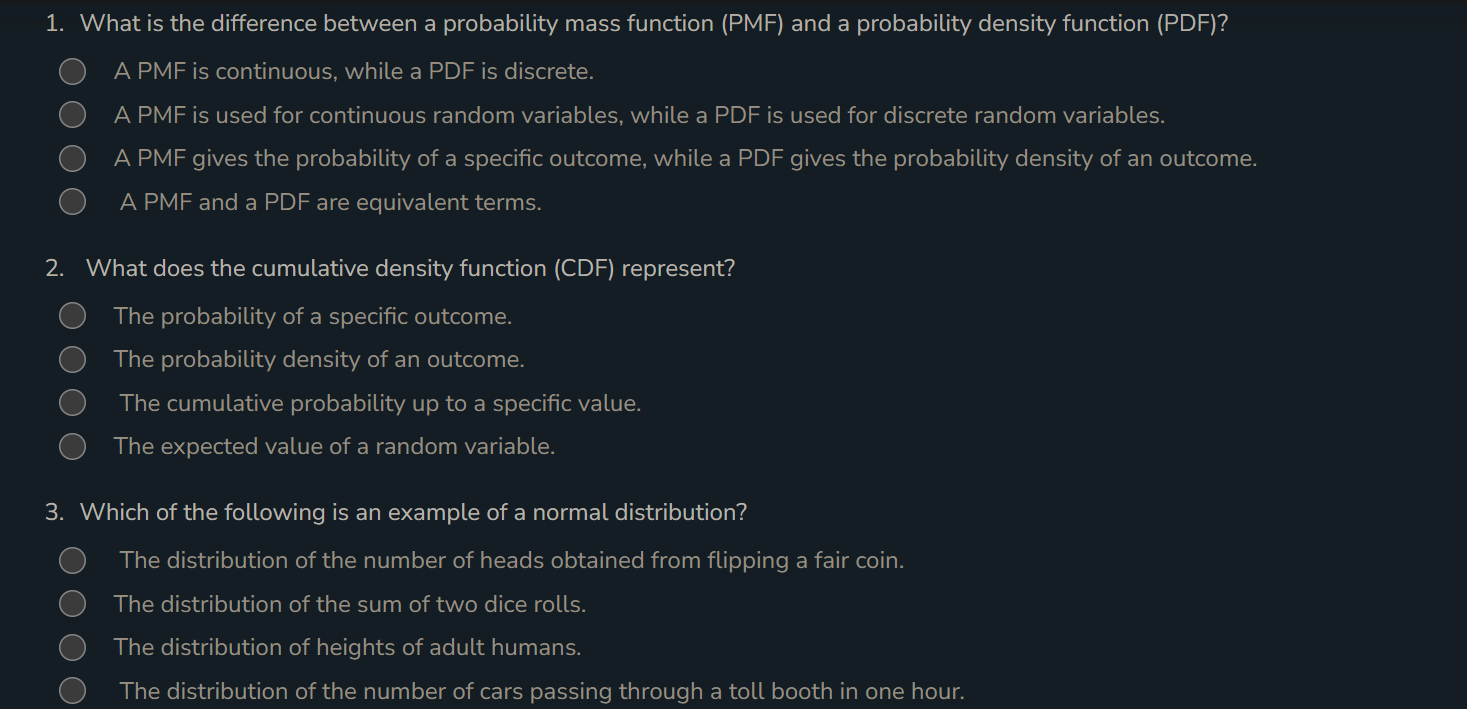 1. What is the difference between a probability mass function (PMF) and a probability density function (PDF)?
A PMF is continuous, while a PDF is discrete.
A PMF is used for continuous random variables, while a PDF is used for discrete random variables.
A PMF gives the probability of a specific outcome, while a PDF gives the probability density of an outcome.
A PMF and a PDF are equivalent terms.
2. What does the cumulative density function (CDF) represent?
The probability of a specific outcome.
The probability density of an outcome.
The cumulative probability up to a specific value.
The expected value of a random variable.
3. Which of the following is an example of a normal distribution?
The distribution of the number of heads obtained from flipping a fair coin.
The distribution of the sum of two dice rolls.
The distribution of heights of adult humans.
The distribution of the number of cars passing through a toll booth in one hour.